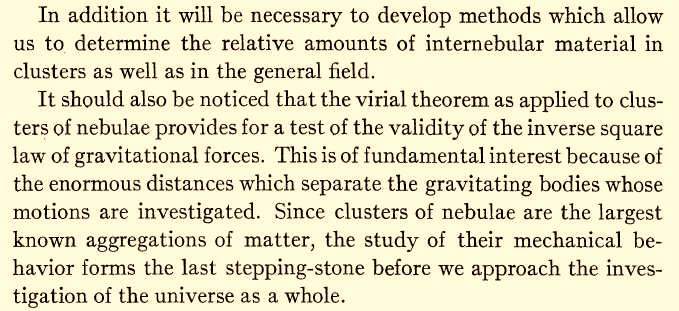 In addition it will be necessary to develop methods which allow
us to determine the relative amounts of internebular material in
clusters as well as in the general field.
It should also be noticed that the virial theorem as applied to clus-
ters of nebulae provides for a test of the validity of the inverse square
law of gravitational forces. This is of fundamental interest because of
the enormous distances which separate the gravitating bodies whose
motions are investigated. Since clusters of nebulae are the largest
known aggregations of matter, the study of their mechanical be-
havior forms the last stepping-stone before we approach the inves-
tigation of the universe as a whole.